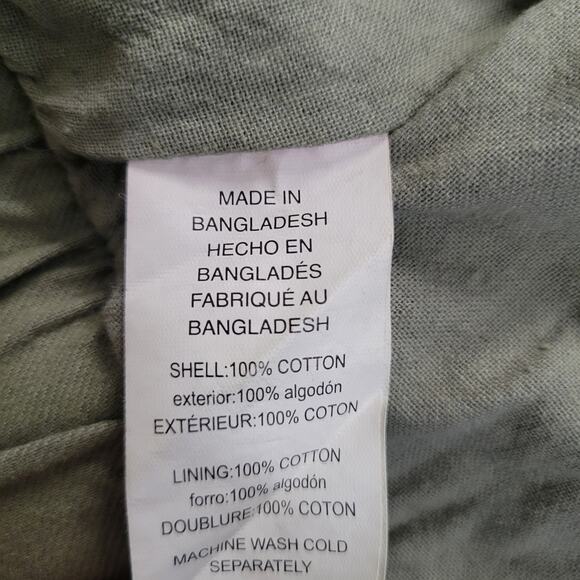 MADE IN
BANGLADESH
HECHO EN
BANGLADÉS
FABRIQUÉ AU
BANGLADESH
SHELL:100% COTTON
exterior:100% algodón
EXTÉRIEUR:100% COTON
LINING:100% COTTON
forro:100% algodón
DOUBLURE:100% COTON
MACHINE WASH COLD
SEPARATELY